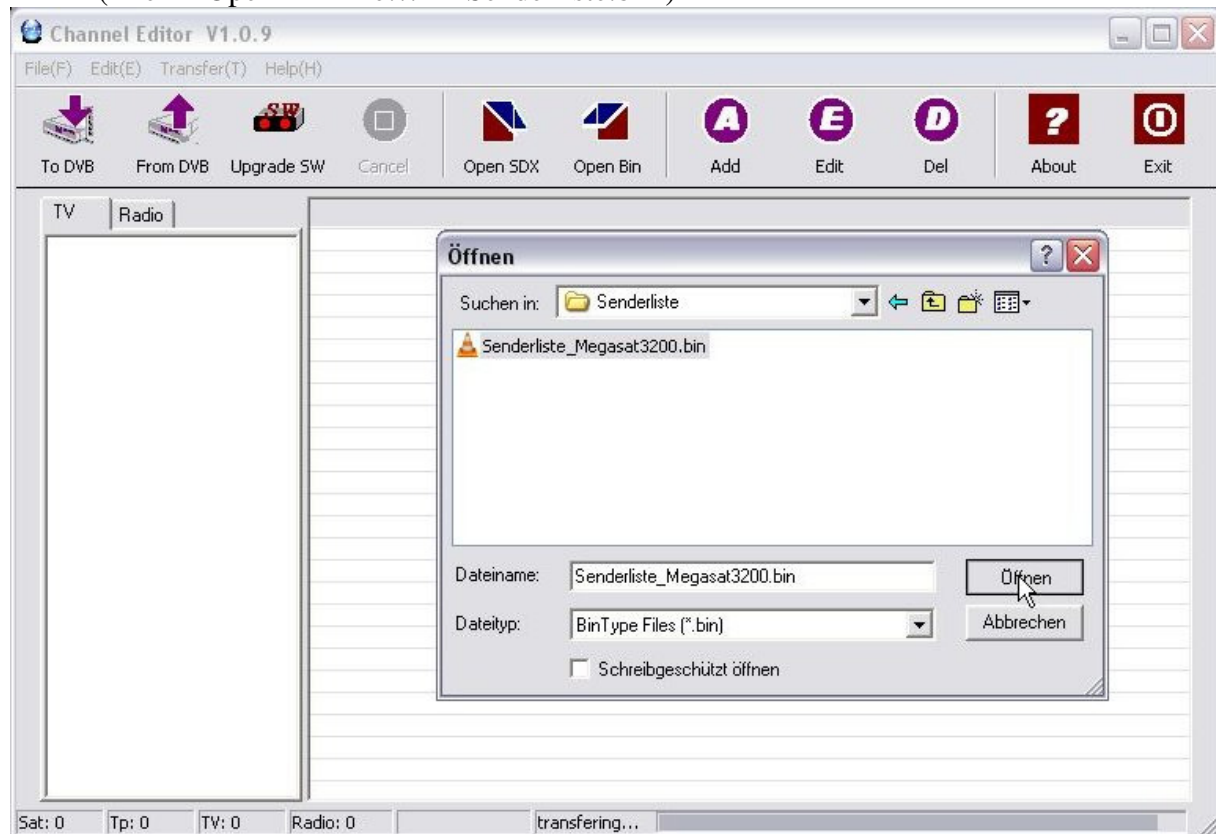 Channel Editor V1.0.9
File(F) Edit(E) Transfer(T) Help(H)
SW
To DVB From DVB Upgrade SW Cancel Open SDX Open Bin Add Edit Del About Exit
TV Radio
Öffnen
Suchen in: Senderliste
Senderliste_Megasat3200.bin
Dateiname: Senderliste_Megasat3200.bin Öffnen
Dateityp: BinType Files (*.bin) Abbrechen
Schreibgeschützt öffnen
Sat: 0 Tp: 0 TV: 0 Radio: 0 transfering...